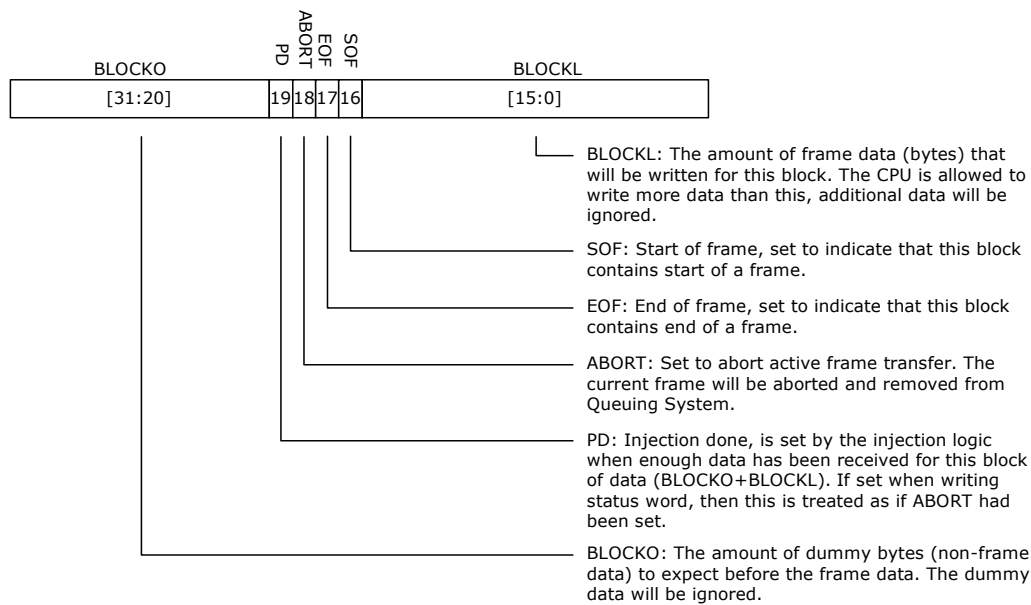 PD
ABORT
EOF
SOF
BLOCKO
BLOCKL
[31:20]
19
18
17
16
[15:0]
BLOCKL: The amount of frame data (bytes) that
will be written for this block. The CPU is allowed to
write more data than this, additional data will be
ignored.
SOF: Start of frame, set to indicate that this block
contains start of a frame.
EOF: End of frame, set to indicate that this block
contains end of a frame.
ABORT: Set to abort active frame transfer. The
current frame will be aborted and removed from
Queuing System.
PD: Injection done, is set by the injection logic
when enough data has been received for this block
of data (BLOCKO+BLOCKL). If set when writing
status word, then this is treated as if ABORT had
been set.
BLOCKO: The amount of dummy bytes (non-frame
data) to expect before the frame data. The dummy
data will be ignored.